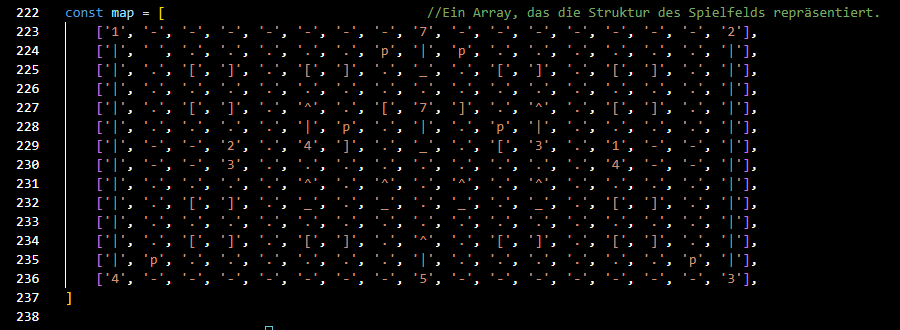 222 const map = [ //Ein Array, das die Struktur des Spielfelds repräsentiert.
223 ['1', '-', '-', '-', '-', '-', '-', '-', '7', '-', '-', '-', '-', '-', '-', '-', '2'],
224 ['|', '.', '.', '.', '.', '.', '.', 'p', '|', 'p', '.', '.', '.', '.', '.', '.', '|'],
225 ['|', '.', '[', ']', '.', '[', ']', '.', '_', '.', '[', ']', '.', '[', ']', '.', '|'],
226 ['|', '.', '.', '.', '.', '.', '.', '.', '.', '.', '.', '.', '.', '.', '.', '.', '|'],
227 ['|', '.', '[', ']', '.', '^', '.', '[', '7', ']', '.', '^', '.', '[', ']', '.', '|'],
228 ['|', '.', '.', '.', '.', '|', 'p', '.', '|', '.', 'p', '|', '.', '.', '.', '.', '|'],
229 ['|', '-', '-', '2', '.', '4', ']', '.', '_', '.', '[', '3', '.', '1', '-', '-', '|'],
230 ['|', '-', '-', '3', '.', '.', '.', '.', '.', '.', '.', '.', '.', '4', '-', '-', '|'],
231 ['|', '.', '.', '.', '.', '^', '.', '^', '.', '^', '.', '^', '.', '.', '.', '.', '|'],
232 ['|', '.', '[', ']', '.', '_', '.', '_', '.', '_', '.', '_', '.', '[', ']', '.', '|'],
233 ['|', '.', '.', '.', '.', '.', '.', '.', '.', '.', '.', '.', '.', '.', '.', '.', '|'],
234 ['|', '.', '[', ']', '.', '[', ']', '.', '^', '.', '[', ']', '.', '[', ']', '.', '|'],
235 ['|', 'p', '.', '.', '.', '.', '.', '.', '|', '.', '.', '.', '.', '.', '.', 'p', '|'],
236 ['4', '-', '-', '-', '-', '-', '-', '-', '5', '-', '-', '-', '-', '-', '-', '-', '3'],
237 ]
238